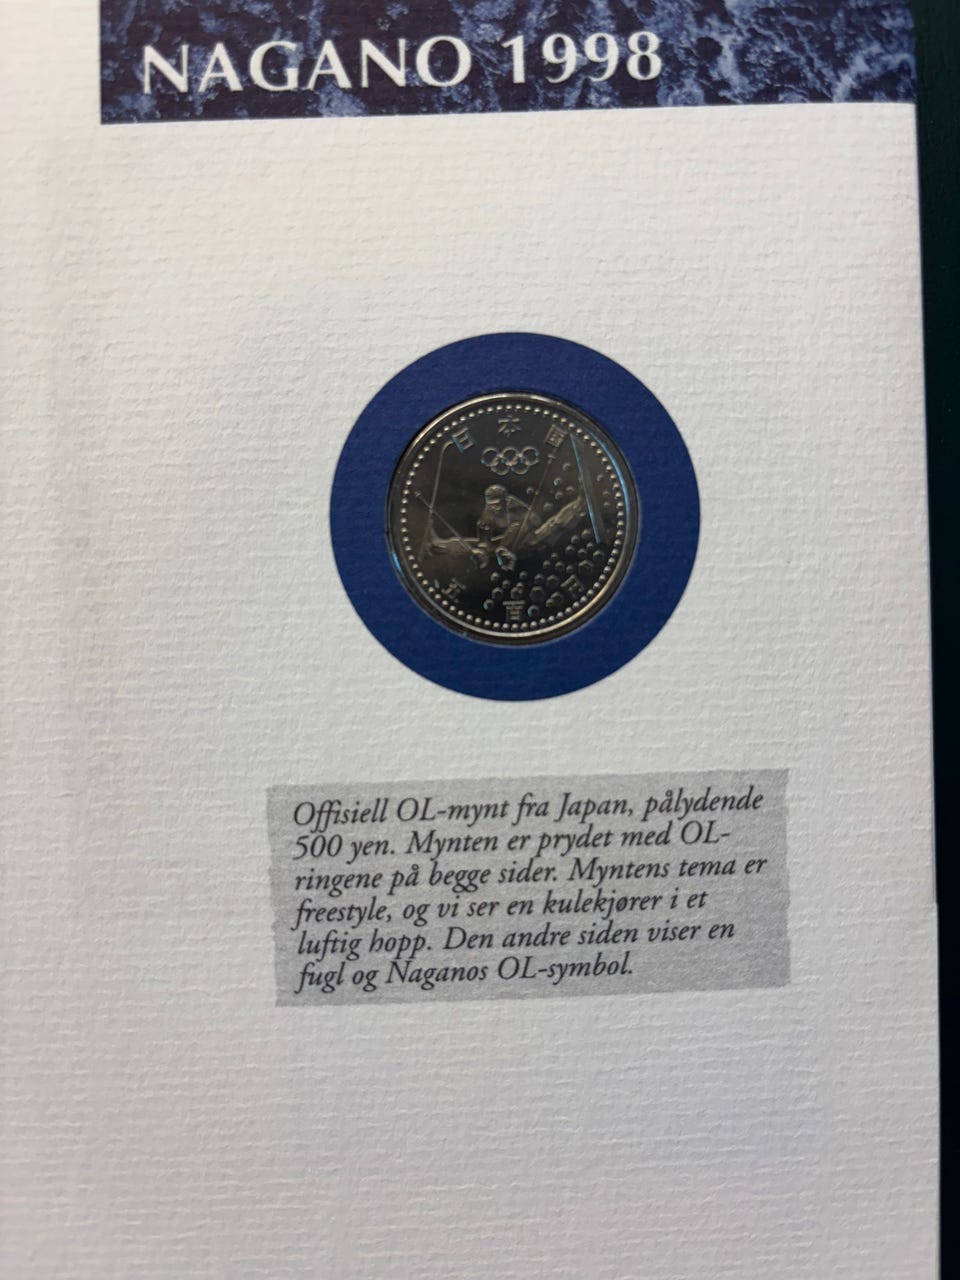 NAGANO 1998
日本国
五百円
Offisiell OL-mynt fra Japan, pålydende
500 yen. Mynten er prydet med OL-
ringene på begge sider. Myntens tema er
freestyle, og vi ser en kulekjører i et
luftig hopp. Den andre siden viser en
fugl og Naganos OL-symbol.